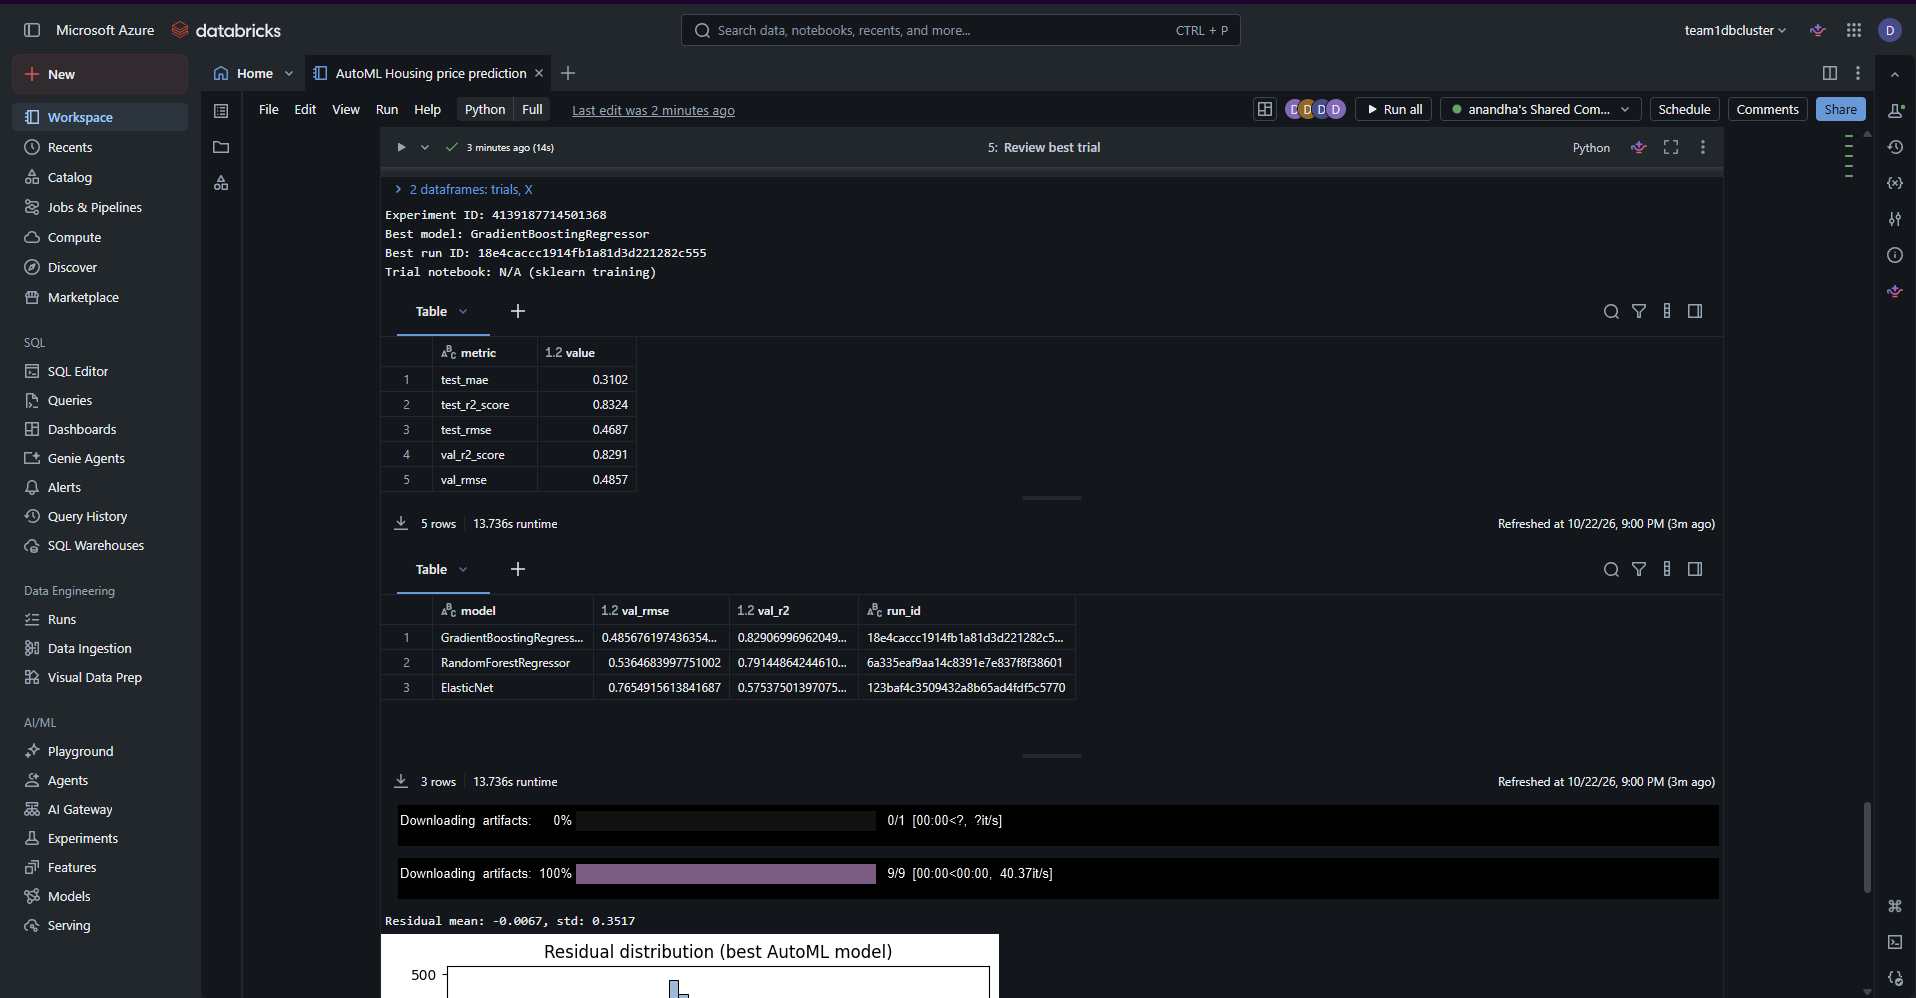 Microsoft Azure databricks
Search data, notebooks, recents, and more... CTRL + P
team1dbcluster
D
New
Workspace
Recents
Catalog
Jobs & Pipelines
Compute
Discover
Marketplace
SQL
SQL Editor
Queries
Dashboards
Genie Agents
Alerts
Query History
SQL Warehouses
Data Engineering
Runs
Data Ingestion
Visual Data Prep
AI/ML
Playground
Agents
AI Gateway
Experiments
Features
Models
Serving
Home
AutoML Housing price prediction
File Edit View Run Help Python Full Last edit was 2 minutes ago
D D D D Run all anandha's Shared Com... Schedule Comments Share
3 minutes ago (14s) 5: Review best trial Python
2 dataframes: trials, X
Experiment ID: 4139187714501368
Best model: GradientBoostingRegressor
Best run ID: 18e4caccc1914fb1a81d3d221282c555
Trial notebook: N/A (sklearn training)
Table
metric 1.2 value
1 test_mae 0.3102
2 test_r2_score 0.8324
3 test_rmse 0.4687
4 val_r2_score 0.8291
5 val_rmse 0.4857
5 rows 13.736s runtime Refreshed at 10/22/26, 9:00 PM (3m ago)
Table
model 1.2 val_rmse 1.2 val_r2 run_id
1 GradientBoostingRegress... 0.485676197436354... 0.82906996962049... 18e4caccc1914fb1a81d3d221282c5...
2 RandomForestRegressor 0.5364683997751002 0.79144864244610... 6a335eaf9aa14c8391e7e837f8f38601
3 ElasticNet 0.7654915613841687 0.57537501397075... 123baf4c3509432a8b65ad4fdf5c5770
3 rows 13.736s runtime Refreshed at 10/22/26, 9:00 PM (3m ago)
Downloading artifacts: 0% 0/1 [00:00<?, ?it/s]
Downloading artifacts: 100% 9/9 [00:00<00:00, 40.37it/s]
Residual mean: -0.0067, std: 0.3517
Residual distribution (best AutoML model)
500